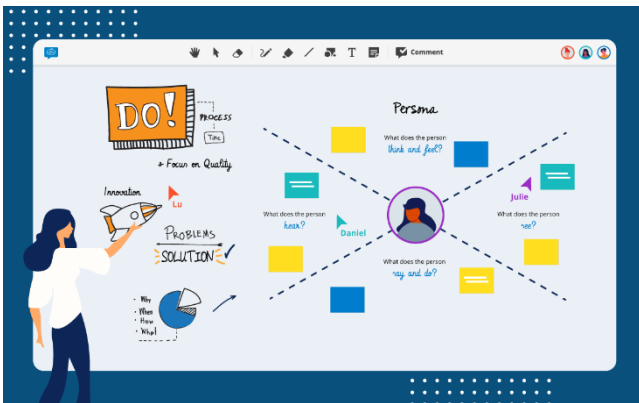 Comment
DO!
PROCESS
Time
+ Focus on Quality
Innovation
Lu
PROBLEMS
SOLUTION
• Why
• When
• How
• What
Persona
What does the person
think and feel?
What does the person
hear?
Daniel
Julie
What does the person
see?
What does the person
say and do?